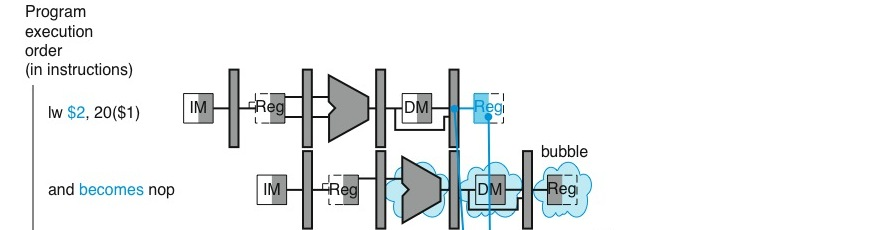 Program
execution
order
(in instructions)
lw $2, 20($1)
IM
Reg
DM
Reg
bubble
and becomes nop
IM
Reg
DM
Reg